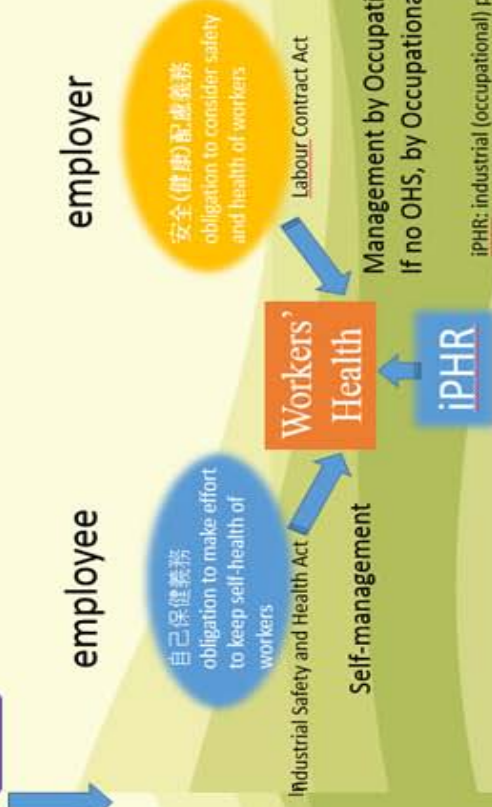 employee
employer
自己保健義務
obligation to make effort
to keep self-health of
workers
安全(健康)配慮義務
obligation to consider safety
and health of workers
Industrial Safety and Health Act
Labour Contract Act
Workers'
Health
Self-management
Management by
If no OHS, by
iPHR
iPHR: industrial (occupational)